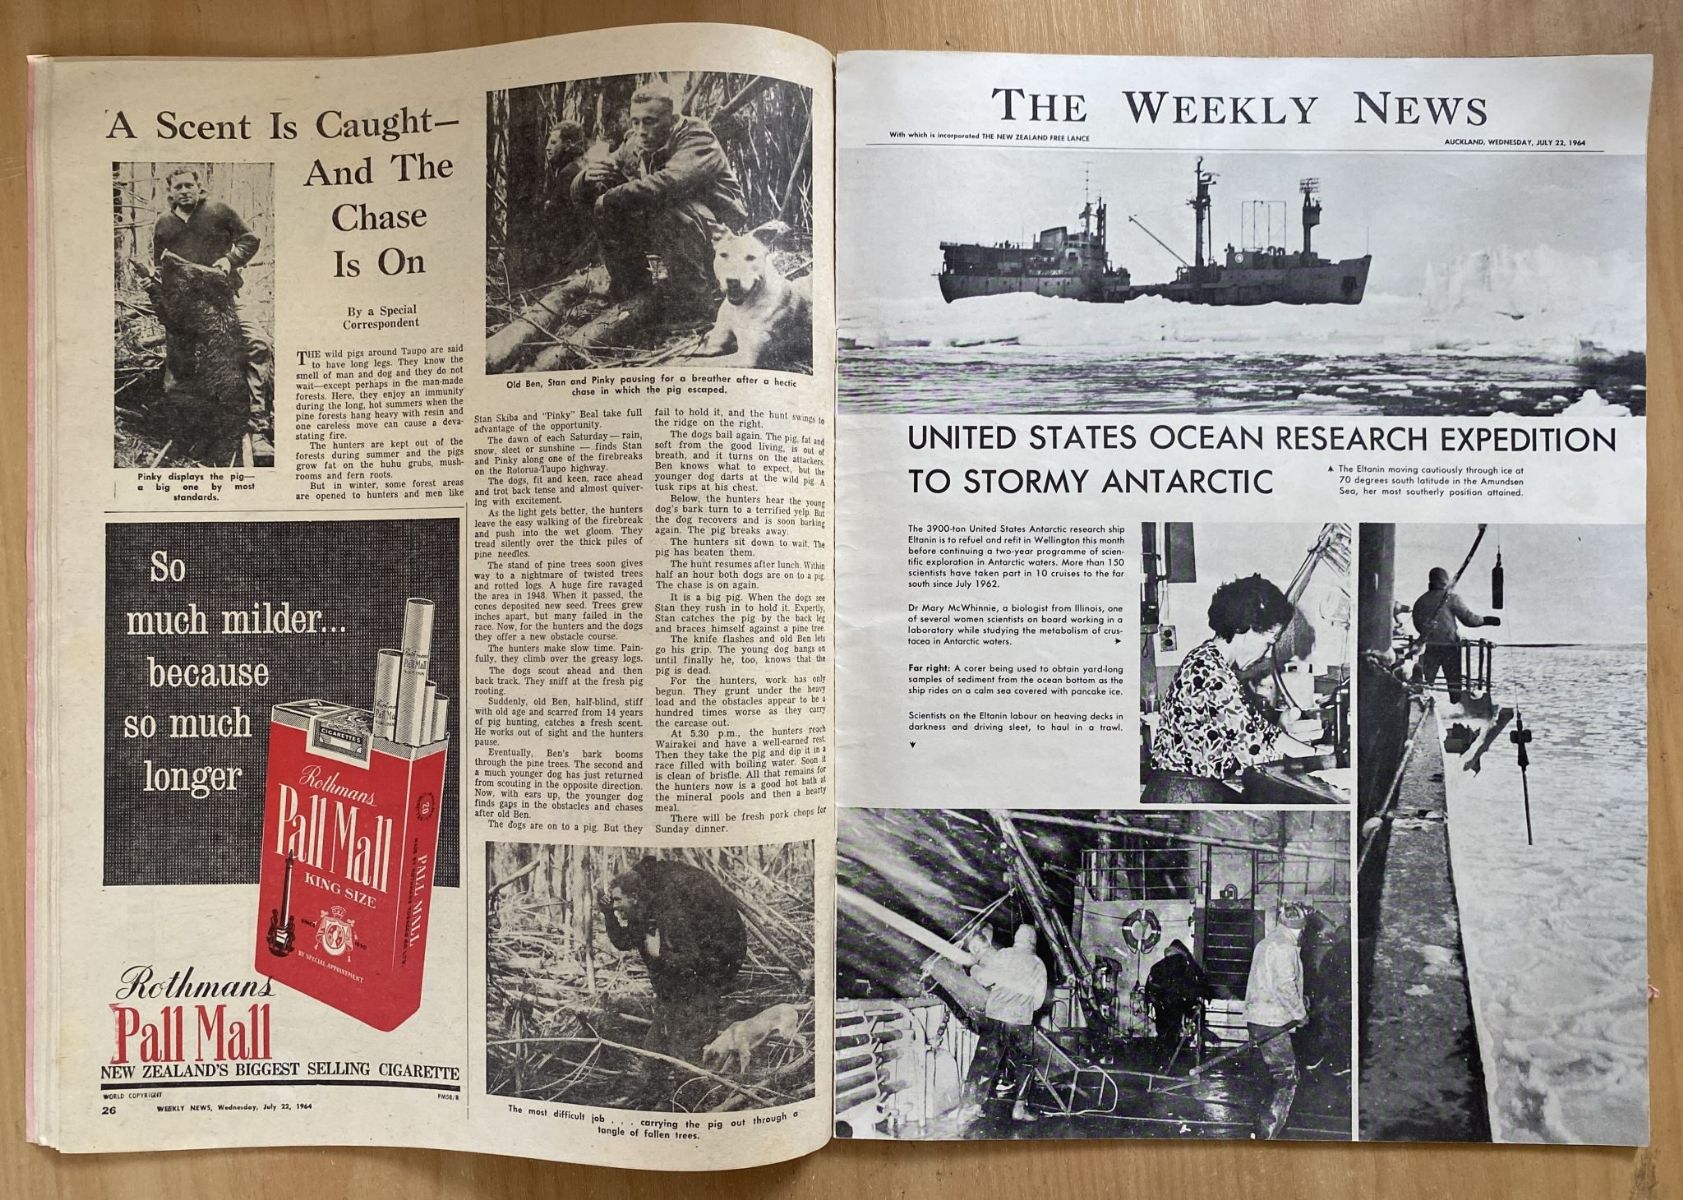 A Scent Is Caught—
And The
Chase
Is On
By a Special
Correspondent
Pinky displays the pig—
a big one by most
standards.
THE wild pigs around Taupo are said
to have long legs. They know the
smell of man and dog and they do not
wait—except perhaps in the man-made
forests. Here, they enjoy an immunity
during the long, hot summers when the
pine forests hang heavy with resin and
one careless move can cause a deva-
stating fire.
The hunters are kept out of the
forests during summer and the pigs
grow fat on the huhu grubs, mush-
rooms and fern roots.
But in winter, some forest areas
are opened to hunters and men like
Old Ben, Stan and Pinky pausing for a breather after a hectic
chase in which the pig escaped.
Stan Skiba and "Pinky" Beal take full
advantage of the opportunity.
The dawn of each Saturday—rain,
snow, sleet or sunshine — finds Stan
and Pinky along one of the firebreaks
on the Rotorua-Taupo highway.
The dogs, fit and keen, race ahead
and trot back tense and almost quiver-
ing with excitement.
As the light gets better, the hunters
leave the easy walking of the firebreak
and push into the wet gloom. They
tread silently over the thick piles of
pine needles.
The stand of pine trees soon gives
way to a nightmare of twisted trees
and rotted logs. A huge fire ravaged
the area in 1948. When it passed, the
cones deposited new seed. Trees grew
inches apart, but many failed in the
race. Now, for the hunters and the dogs
they offer a new obstacle course.
The hunters make slow time. Pain-
fully, they climb over the greasy logs.
The dogs scout ahead and then
back track. They sniff at the fresh pig
rooting.
Suddenly, old Ben, half-blind, stiff
with old age and scarred from 14 years
of pig hunting, catches a fresh scent.
He works out of sight and the hunters
pause.
Eventually, Ben's bark booms
through the pine trees. The second and
a much younger dog has just returned
from scouting in the opposite direction.
Now, with ears up, the younger dog
finds gaps in the obstacles and chases
after old Ben.
The dogs are on to a pig. But they
fail to hold it, and the hunt swings to
the ridge on the right.
The dogs bail again. The pig, fat and
soft from the good living, is out of
breath, and it turns on the attackers.
Ben knows what to expect, but the
younger dog darts at the wild pig. A
tusk rips at his chest.
Below, the hunters hear the young
dog's bark turn to a terrified yelp. But
the dog recovers and is soon barking
again. The pig breaks away.
The hunters sit down to wait. The
pig has beaten them.
The hunt resumes after lunch. Within
half an hour both dogs are on to a pig.
The chase is on again.
It is a big pig. When the dogs see
Stan they rush in to hold it. Expertly,
Stan catches the pig by the back leg
and braces himself against a pine tree
The knife flashes and old Ben lets
go his grip. The young dog hangs on
until finally he, too, knows that the
pig is dead.
For the hunters, work has only
begun. They grunt under the heavy
load and the obstacles appear to be a
hundred times worse as they carry
the carcase out.
At 5.30 p.m., the hunters reach
Wairakei and have a well-earned rest.
Then they take the pig and dip it in a
race filled with boiling water. Soon it
is clean of bristle. All that remains for
the hunters now is a good hot bath at
the mineral pools and then a hearty
meal.
There will be fresh pork chops for
Sunday dinner.
The most difficult job . . . carrying the pig out through a
tangle of fallen trees.
So
much milder...
because
so much
longer
CIGARETTES
Rothmans
Pall Mall
KING SIZE
BY SPECIAL APPOINTMENT
20
PALL MALL
Rothmans
Pall Mall
NEW ZEALAND'S BIGGEST SELLING CIGARETTE
WORLD COPYRIGHT
PM58/R
26 WEEKLY NEWS, Wednesday, July 22, 1964
THE WEEKLY NEWS
With which is incorporated THE NEW ZEALAND FREE LANCE
AUCKLAND, WEDNESDAY, JULY 22, 1964
UNITED STATES OCEAN RESEARCH EXPEDITION
TO STORMY ANTARCTIC
▲ The Eltanin moving cautiously through ice at
70 degrees south latitude in the Amundsen
Sea, her most southerly position attained.
The 3900-ton United States Antarctic research ship
Eltanin is to refuel and refit in Wellington this month
before continuing a two-year programme of scien-
tific exploration in Antarctic waters. More than 150
scientists have taken part in 10 cruises to the far
south since July 1962.
Dr Mary McWhinnie, a biologist from Illinois, one
of several women scientists on board working in a
laboratory while studying the metabolism of crus-
tacea in Antarctic waters. ►
Far right: A corer being used to obtain yard-long
samples of sediment from the ocean bottom as the
ship rides on a calm sea covered with pancake ice.
Scientists on the Eltanin labour on heaving decks in
darkness and driving sleet, to haul in a trawl.
▼